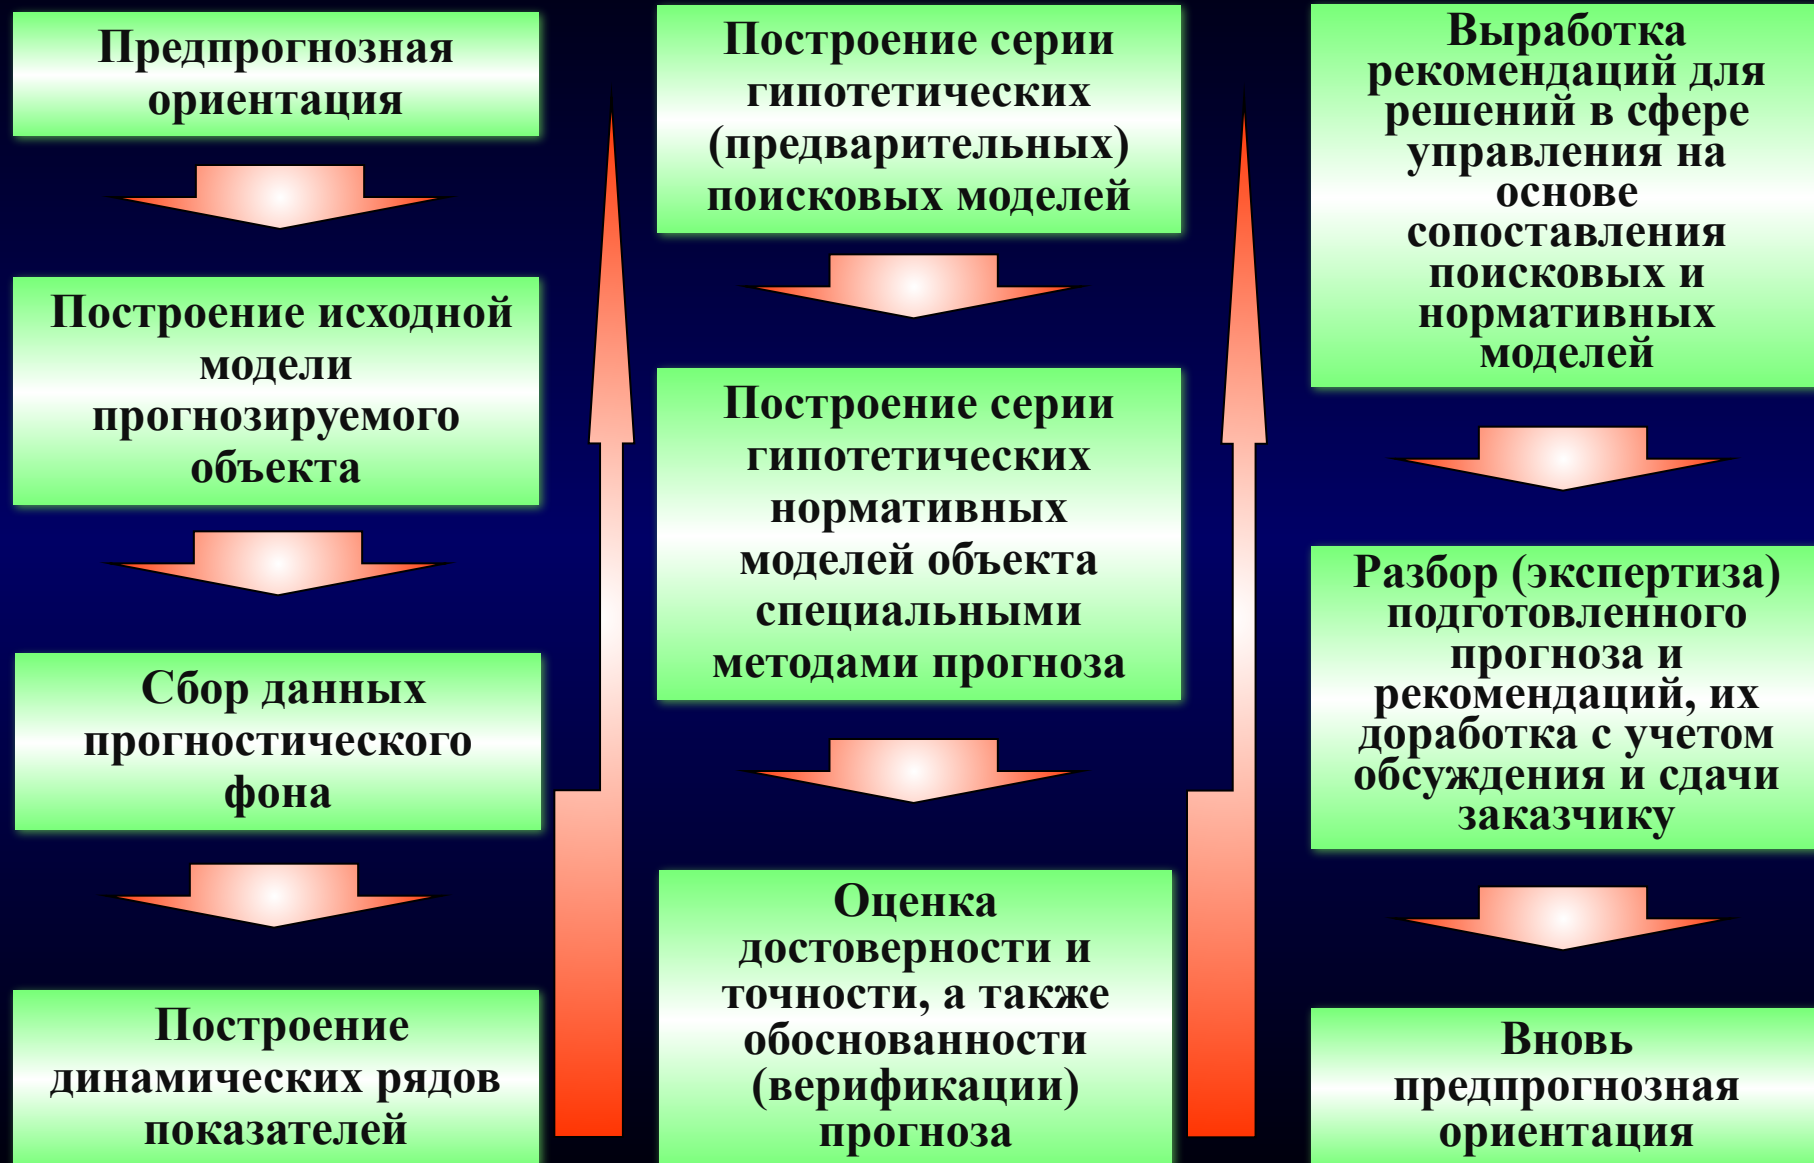 Предпрогнозная
ориентация
Построение исходной
модели
прогнозируемого
объекта
Сбор данных
прогностического
фона
Построение
динамических рядов
показателей
Построение серии
гипотетических
(предварительных)
поисковых моделей
Построение серии
гипотетических
нормативных
моделей объекта
специальными
методами прогноза
Оценка
достоверности и
точности, а также
обоснованности
(верификации)
прогноза
Выработка
рекомендаций для
решений в сфере
управления на
основе
сопоставления
поисковых и
нормативных
моделей
Разбор (экспертиза)
подготовленного
прогноза и
рекомендаций, их
доработка с учетом
обсуждения и сдачи
заказчику
Вновь
предпрогнозная
ориентация